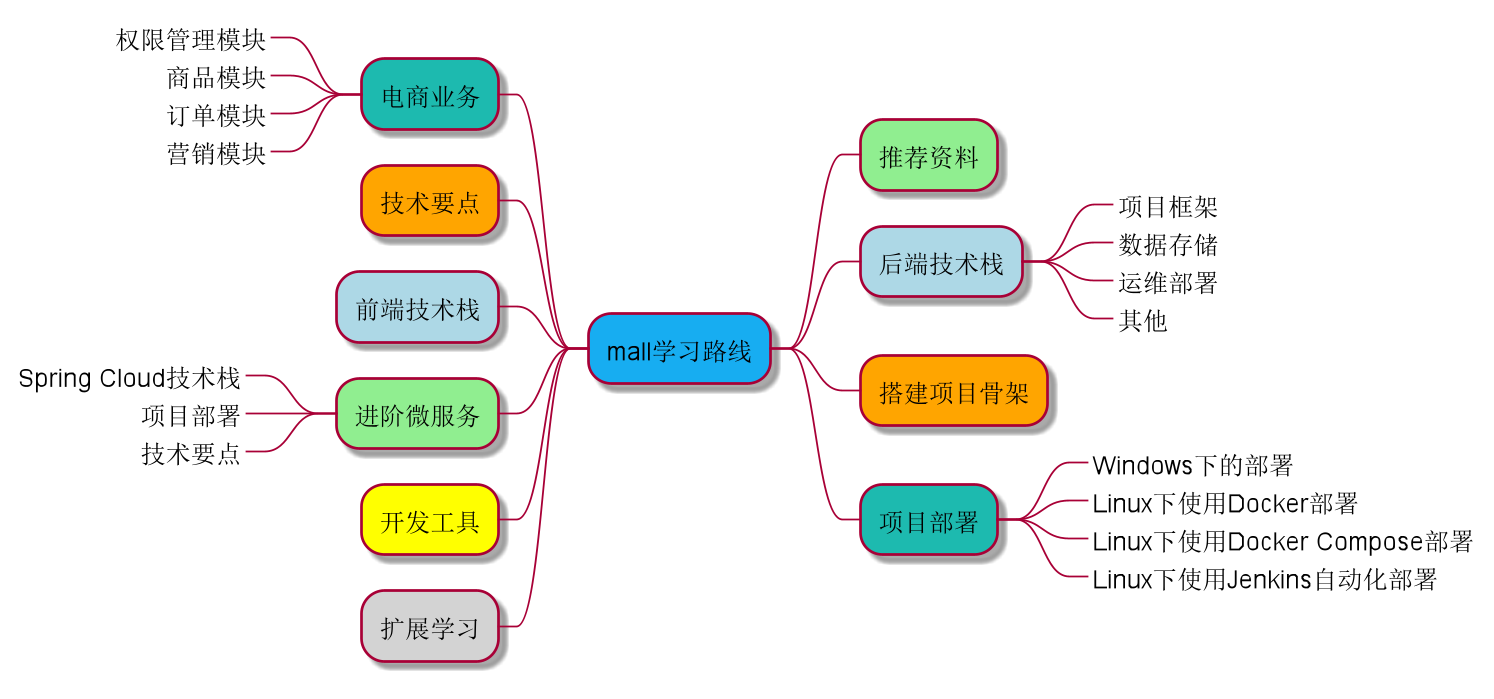 mall学习路线
推荐资料
后端技术栈
项目框架
数据存储
运维部署
其他
搭建项目骨架
项目部署
Windows下的部署
Linux下使用Docker部署
Linux下使用Docker Compose部署
Linux下使用Jenkins自动化部署
电商业务
权限管理模块
商品模块
订单模块
营销模块
技术要点
前端技术栈
进阶微服务
Spring Cloud技术栈
项目部署
技术要点
开发工具
扩展学习